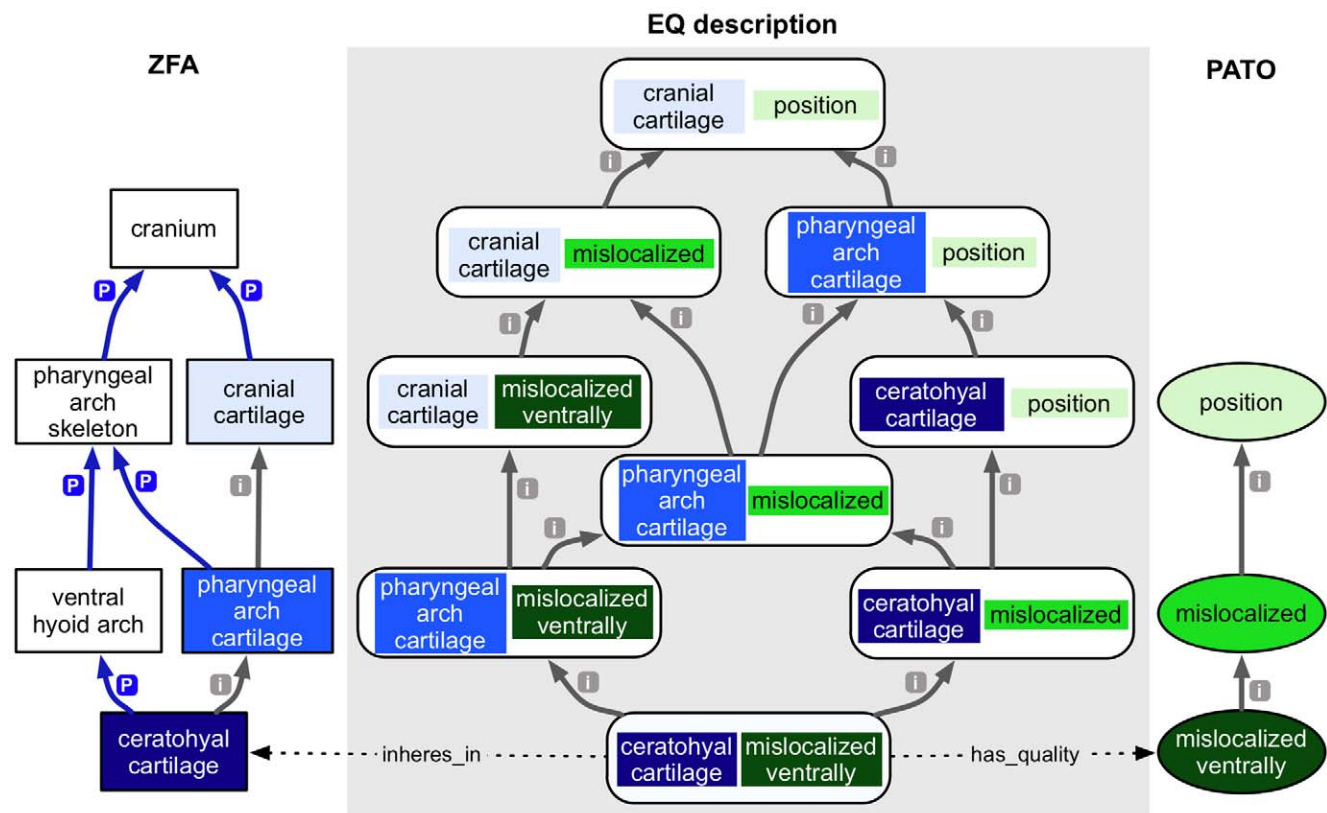 EQ description
ZFA
PATO
cranial
cartilage
position
i
i
cranium
cranial
cartilage
mislocalized
pharyngeal
arch
cartilage
position
P
P
i
i
i
i
pharyngeal
arch
skeleton
cranial
cartilage
cranial
cartilage
mislocalized
ventrally
ceratohyal
cartilage
position
position
P
P
i
i
i
i
pharyngeal
arch
cartilage
mislocalized
i
i
ventral
hyoid arch
pharyngeal
arch
cartilage
pharyngeal
arch
cartilage
mislocalized
ventrally
ceratohyal
cartilage
mislocalized
mislocalized
P
i
i
i
i
ceratohyal
cartilage
inheres_in
ceratohyal
cartilage
mislocalized
ventrally
has_quality
mislocalized
ventrally